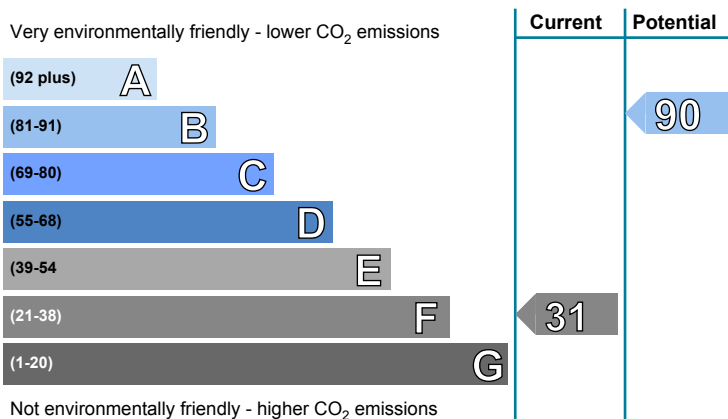 Current Potential
Very environmentally friendly - lower CO2 emissions
(92 plus) A
(81-91) B
90
(69-80) C
(55-68) D
(39-54 E
(21-38) F
31
(1-20) G
Not environmentally friendly - higher CO2 emissions